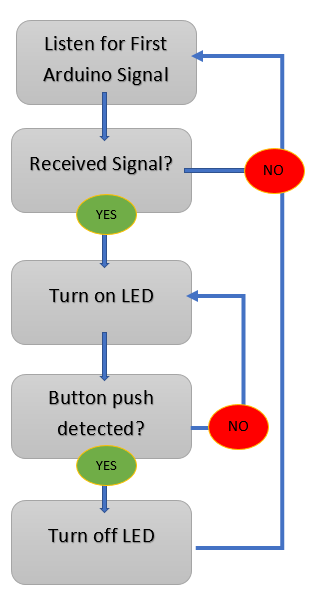 Listen for First
Arduino Signal
Received Signal?
NO
YES
Turn on LED
Button push
detected?
NO
YES
Turn off LED